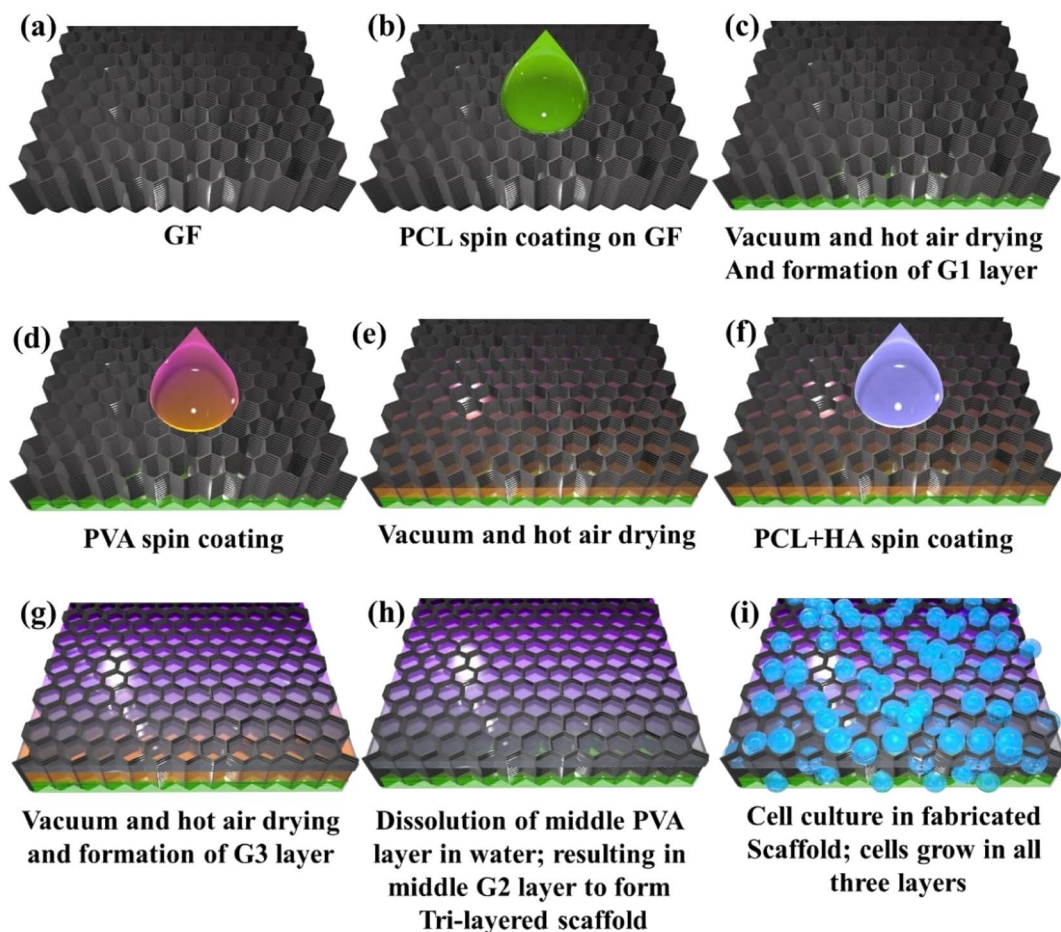 (a)
GF
(b)
PCL spin coating on GF
(c)
Vacuum and hot air drying
And formation of G1 layer
(d)
PVA spin coating
(e)
Vacuum and hot air drying
(f)
PCL+HA spin coating
(g)
Vacuum and hot air drying
and formation of G3 layer
(h)
Dissolution of middle PVA
layer in water; resulting in
middle G2 layer to form
Tri-layered scaffold
(i)
Cell culture in fabricated
Scaffold; cells grow in all
three layers